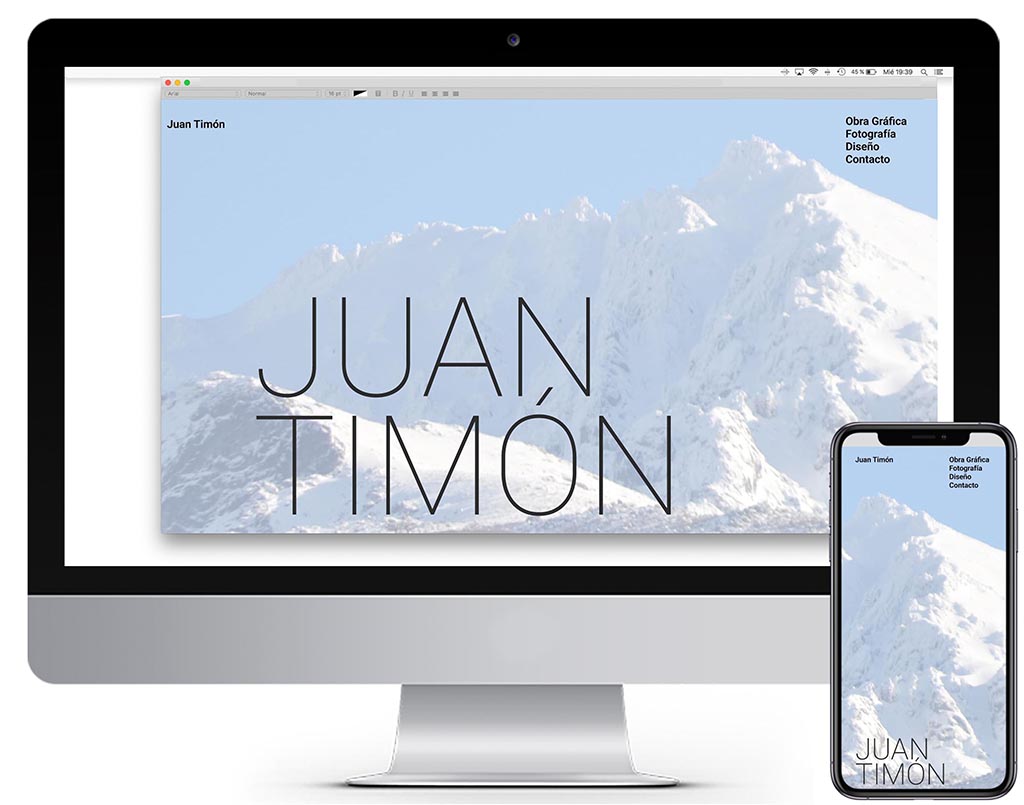 45 % Mié 19:39
Arial Normal 16 pt B I U
Juan Timón
Obra Gráfica
Fotografía
Diseño
Contacto
JUAN
TIMÓN
Juan Timón
Obra Gráfica
Fotografía
Diseño
Contacto
JUAN
TIMÓN